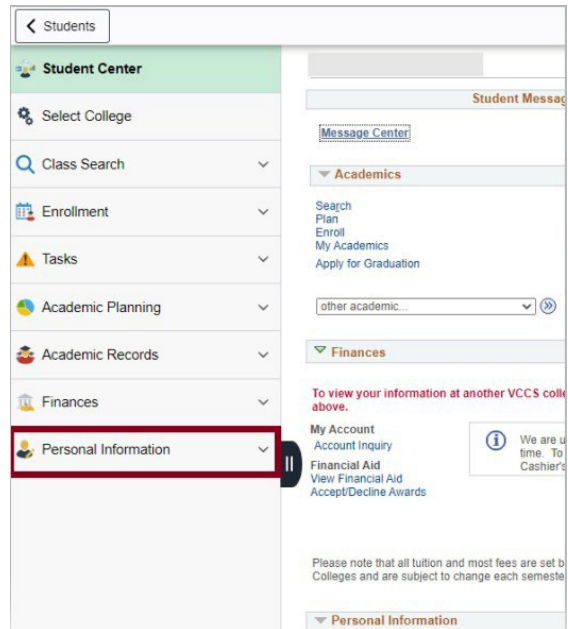 Students
Student Center
Select College
Class Search
Enrollment
Tasks
Academic Planning
Academic Records
Finances
Personal Information
Student Messag
Message Center
Academics
Search
Plan
Enroll
My Academics
Apply for Graduation
other academic...
Finances
To view your information at another VCCS colle
above.
My Account
Account Inquiry
Financial Aid
View Financial Aid
Accept/Decline Awards
We are u
time. To
Cashier's
Please note that all tuition and most fees are set b
Colleges and are subject to change each semeste
Personal Information